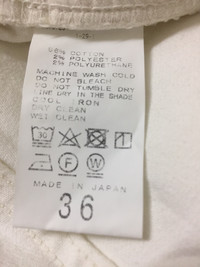 COTTON
2% POLYESTER
2% POLYURETHANE
MACHINE WASH COLD
DO NOT BLEACH
DO NOT TUMBLE DRY
LINE DRY IN THE SHADE
COOL IRON
DRY CLEAN
WET CLEAN
30
F W
MADE IN JAPAN
36